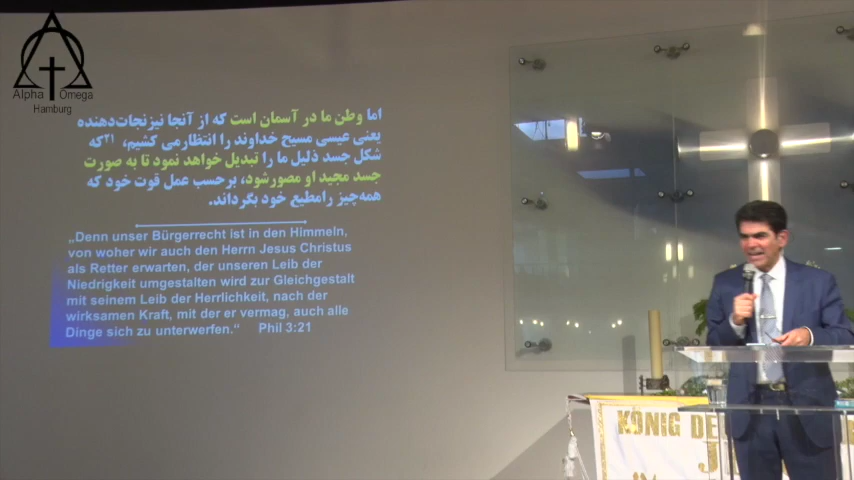 Alpha Omega
Hamburg
اما وطن ما در آسمان است که از آنجا نیزنجات‌دهنده
یعنی عیسی مسیح خداوند را انتظارمی کشیم، ۲۱که
شکل جسد ذلیل ما را تبدیل خواهد نمود تا به صورت
جسد مجید او مصورشود، برحسب عمل قوت خود که
همه‌چیز رامطیع خود بگرداند.
„Denn unser Bürgerrecht ist in den Himmeln,
von woher wir auch den Herrn Jesus Christus
als Retter erwarten, der unseren Leib der
Niedrigkeit umgestalten wird zur Gleichgestalt
mit seinem Leib der Herrlichkeit, nach der
wirksamen Kraft, mit der er vermag, auch alle
Dinge sich zu unterwerfen.“ Phil 3:21
KÖNIG